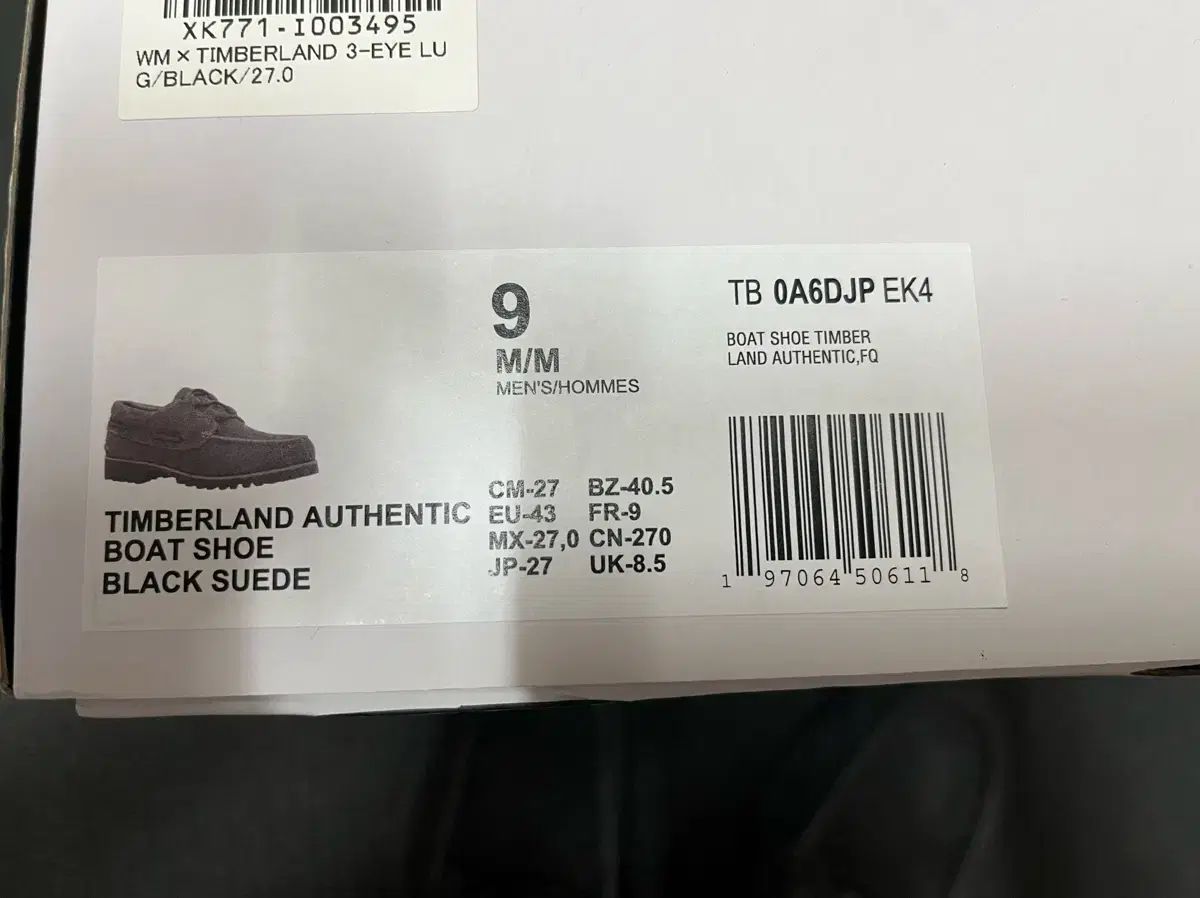 XK771-I003495
WM×TIMBERLAND 3-EYE LU
G/BLACK/27.0
9
M/M
MEN'S/HOMMES
TB 0A6DJP EK4
BOAT SHOE TIMBER
LAND AUTHENTIC,FQ
TIMBERLAND AUTHENTIC
BOAT SHOE
BLACK SUEDE
CM-27 BZ-40.5
EU-43 FR-9
MX-27,0 CN-270
JP-27 UK-8.5
1 97064 50611 8